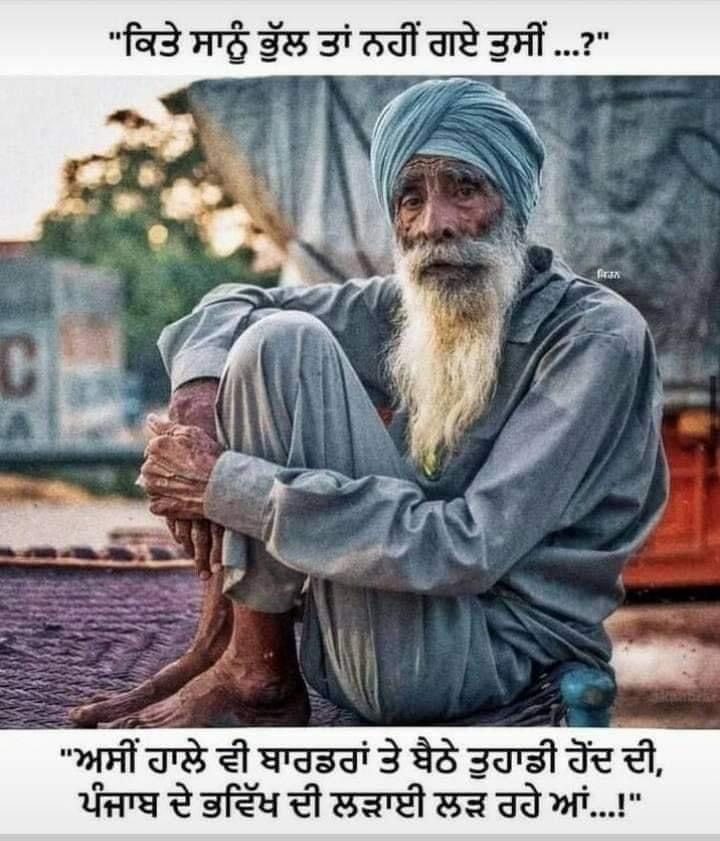 "ਕਿਤੇ ਸਾਨੂੰ ਭੁੱਲ ਤਾਂ ਨਹੀਂ ਗਏ ਤੁਸੀਂ ...?"
C
A
"ਅਸੀਂ ਹਾਲੇ ਵੀ ਬਾਰਡਰਾਂ ਤੇ ਬੈਠੇ ਤੁਹਾਡੀ ਹੋਂਦ ਦੀ,
ਪੰਜਾਬ ਦੇ ਭਵਿੱਖ ਦੀ ਲੜਾਈ ਲੜ ਰਹੇ ਆਂ...!"